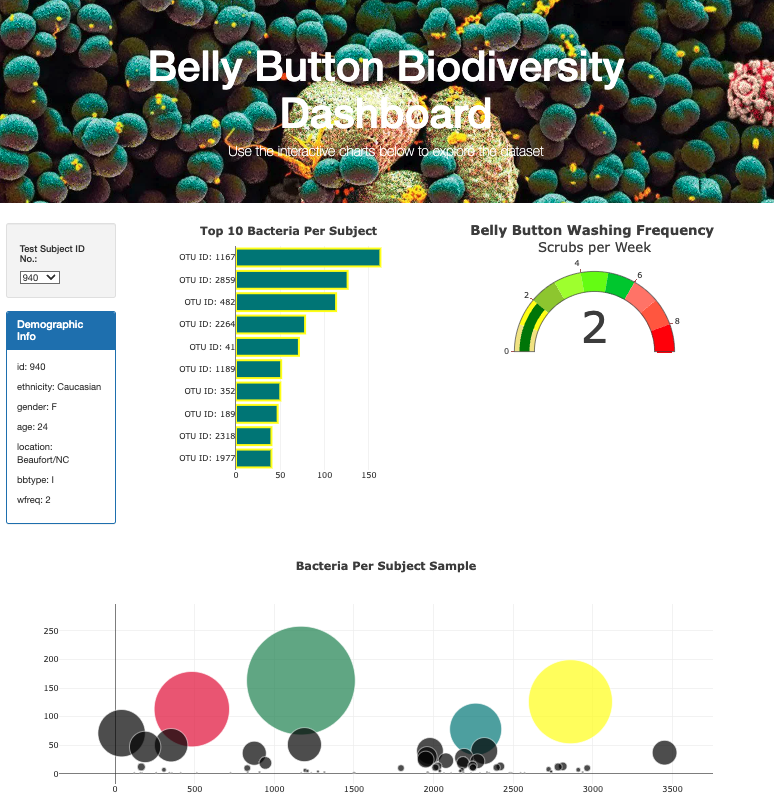 Belly Button Biodiversity
Dashboard
Use the interactive charts below to explore the dataset
Test Subject ID
No.:
940
Demographic
Info
id: 940
ethnicity: Caucasian
gender: F
age: 24
location:
Beaufort/NC
bbtype: I
wfreq: 2
Top 10 Bacteria Per Subject
OTU ID: 1167
OTU ID: 2859
OTU ID: 482
OTU ID: 2264
OTU ID: 41
OTU ID: 1189
OTU ID: 352
OTU ID: 189
OTU ID: 2318
OTU ID: 1977
0 50 100 150
Belly Button Washing Frequency
Scrubs per Week
0 2 4 6 8
2
Bacteria Per Subject Sample
250
200
150
100
50
0
0 500 1000 1500 2000 2500 3000 3500